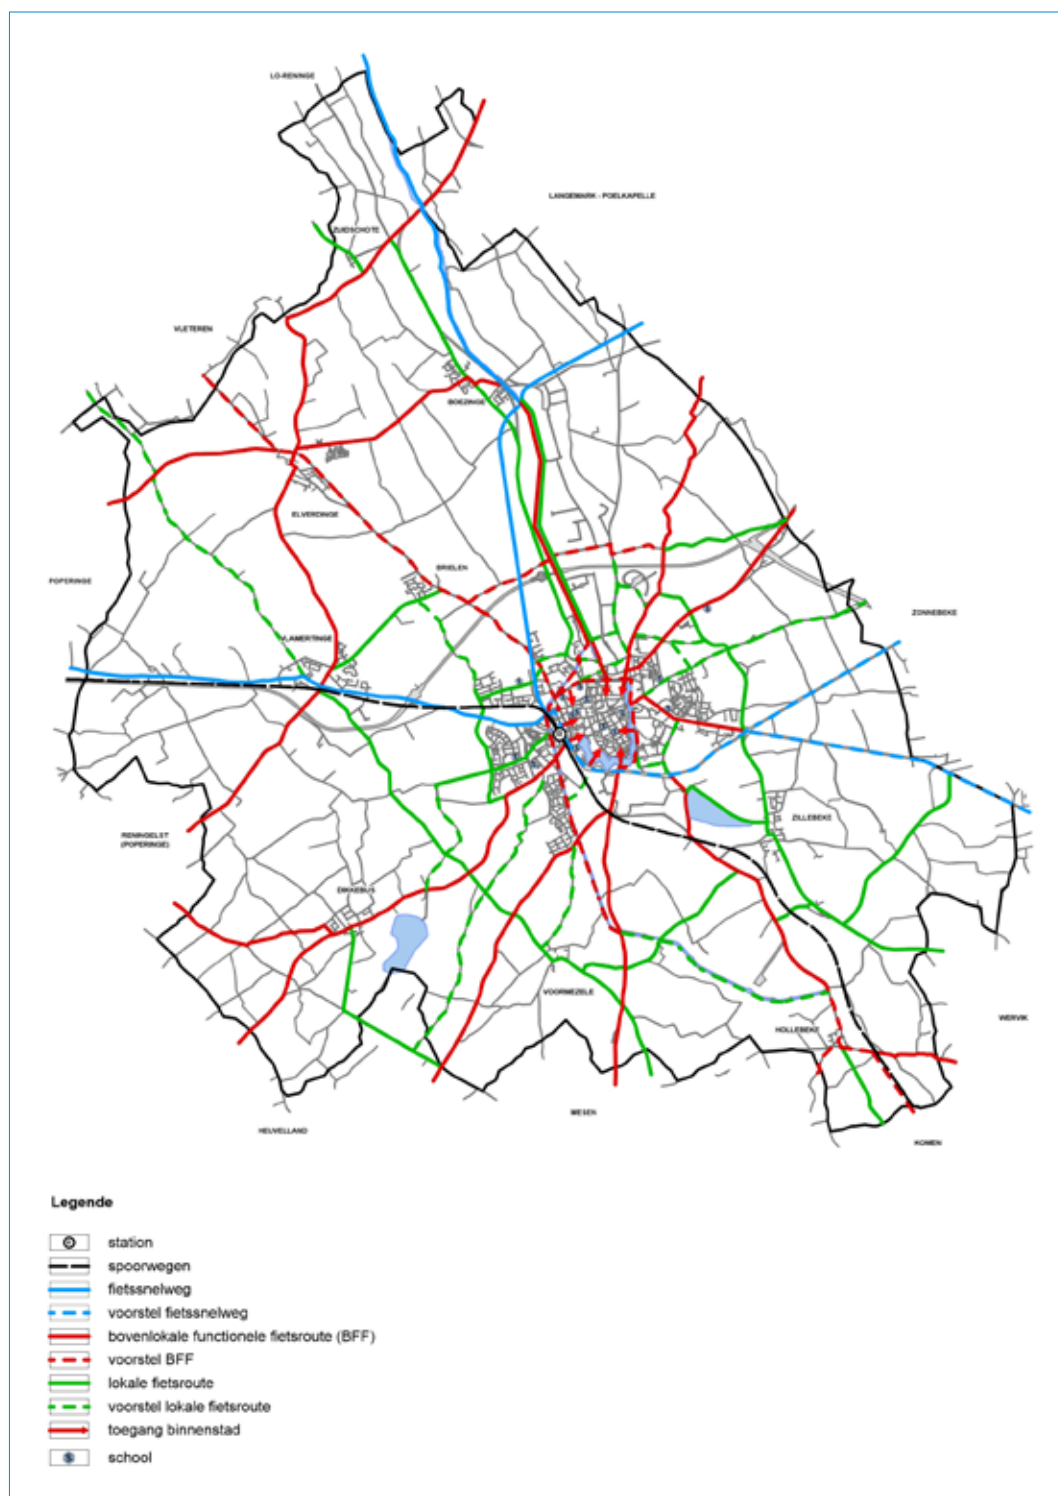 LO-RENINGE
LANGEMARK - POELKAPELLE
ZUIDSCHOTE
VLETEREN
BOEZINGE
ELVERDINGE
BRIELEN
POPERINGE
ZONNEBEKE
VLAMERTINGE
ZILLEBEKE
RENINGELST
(POPERINGE)
DIKKEBUS
VOORMEZELE
WERVIK
HOLLEBEKE
MESEN
HEUVELLAND
KOMEN
Legende
station
spoorwegen
fietssnelweg
voorstel fietssnelweg
bovenlokale functionele fietsroute (BFF)
voorstel BFF
lokale fietsroute
voorstel lokale fietsroute
toegang binnenstad
school